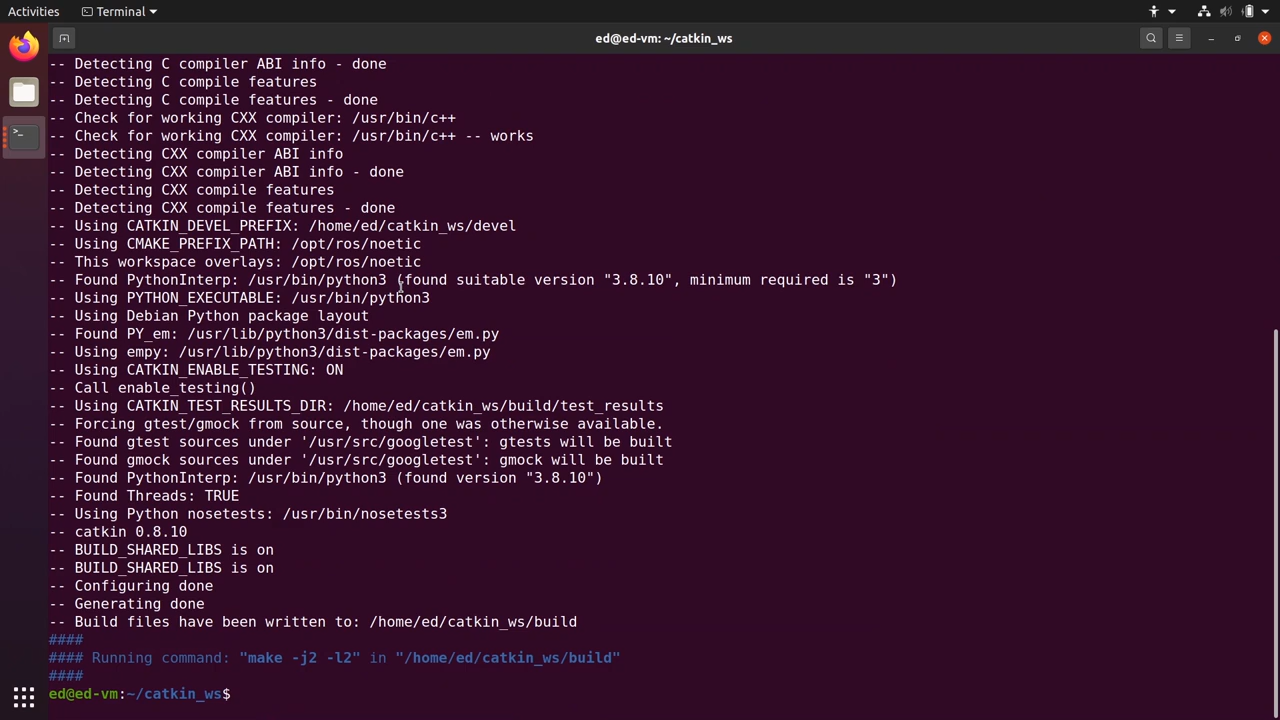 Activities
Terminal
ed@ed-vm: ~/catkin_ws
-- Detecting C compiler ABI info - done
-- Detecting C compile features
-- Detecting C compile features - done
-- Check for working CXX compiler: /usr/bin/c++
-- Check for working CXX compiler: /usr/bin/c++ -- works
-- Detecting CXX compiler ABI info
-- Detecting CXX compiler ABI info - done
-- Detecting CXX compile features
-- Detecting CXX compile features - done
-- Using CATKIN_DEVEL_PREFIX: /home/ed/catkin_ws/devel
-- Using CMAKE_PREFIX_PATH: /opt/ros/noetic
-- This workspace overlays: /opt/ros/noetic
-- Found PythonInterp: /usr/bin/python3 (found suitable version "3.8.10", minimum required is "3")
-- Using PYTHON_EXECUTABLE: /usr/bin/python3
-- Using Debian Python package layout
-- Found PY_em: /usr/lib/python3/dist-packages/em.py
-- Using empy: /usr/lib/python3/dist-packages/em.py
-- Using CATKIN_ENABLE_TESTING: ON
-- Call enable_testing()
-- Using CATKIN_TEST_RESULTS_DIR: /home/ed/catkin_ws/build/test_results
-- Forcing gtest/gmock from source, though one was otherwise available.
-- Found gtest sources under '/usr/src/googletest': gtests will be built
-- Found gmock sources under '/usr/src/googletest': gmock will be built
-- Found PythonInterp: /usr/bin/python3 (found version "3.8.10")
-- Found Threads: TRUE
-- Using Python nosetests: /usr/bin/nosetests3
-- catkin 0.8.10
-- BUILD_SHARED_LIBS is on
-- BUILD_SHARED_LIBS is on
-- Configuring done
-- Generating done
-- Build files have been written to: /home/ed/catkin_ws/build
####
#### Running command: "make -j2 -l2" in "/home/ed/catkin_ws/build"
####
ed@ed-vm:~/catkin_ws$